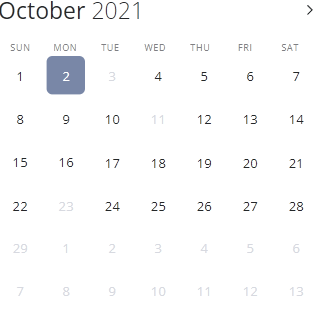 October 2021
SUN MON TUE WED THU FRI SAT
1 2 3 4 5 6 7
8 9 10 11 12 13 14
15 16 17 18 19 20 21
22 23 24 25 26 27 28
29 1 2 3 4 5 6
7 8 9 10 11 12 13